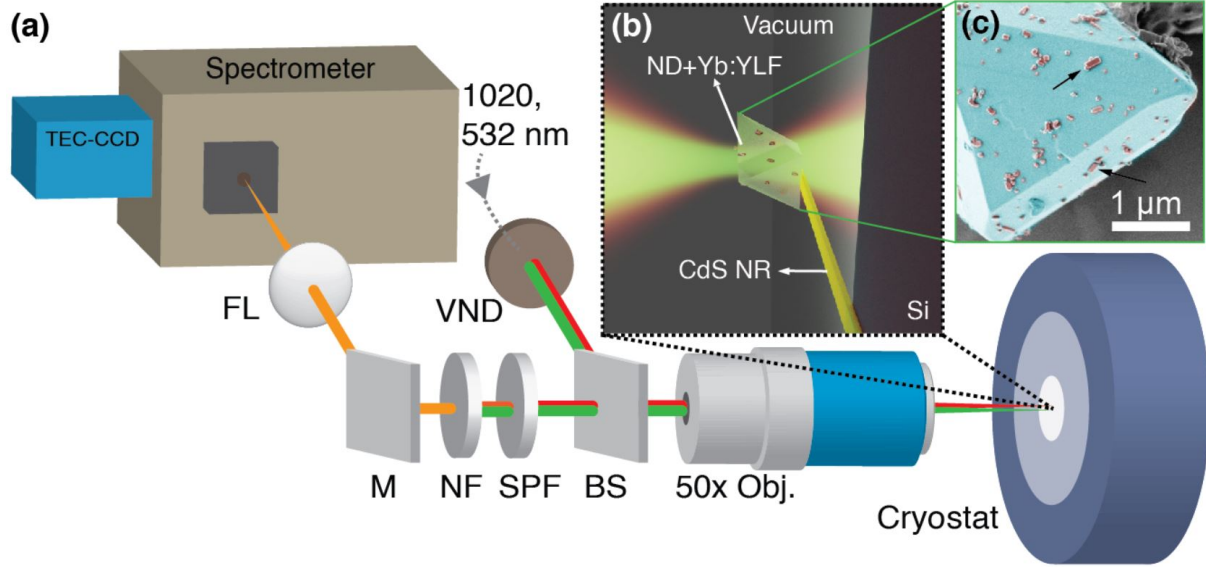 (a)
Spectrometer
TEC-CCD
1020,
532 nm
FL
VND
M
NF
SPF
BS
50x Obj.
Cryostat
(b)
Vacuum
ND+Yb:YLF
CdS NR
Si
(c)
1 μm